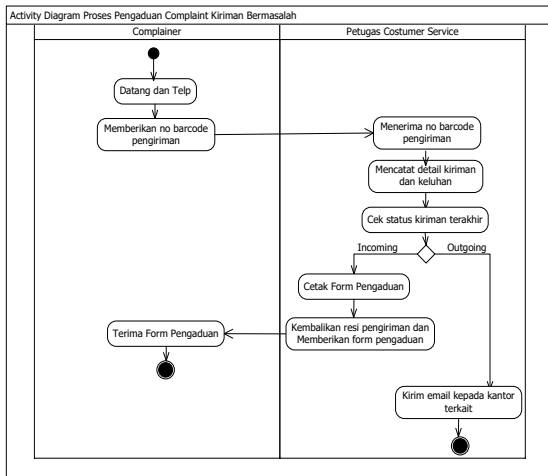 Activity Diagram Proses Pengaduan Complaint Kiriman Bermasalah
Complainer
Petugas Costumer Service
Datang dan Telp
Memberikan no barcode
pengiriman
Menerima no barcode
pengiriman
Mencatat detail kiriman
dan keluhan
Cek status kiriman terakhir
Incoming
Outgoing
Cetak Form Pengaduan
Kembalikan resi pengiriman dan
Memberikan form pengaduan
Terima Form Pengaduan
Kirim email kepada kantor
terkait